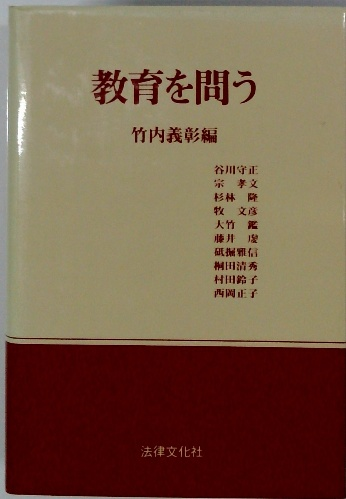 教育を問う
竹内義彰編
谷川守正
宗 孝文
杉林 隆
牧 文彦
大竹 鑑
藤井 虔
砥掘雅信
桐田清秀
村田鈴子
西岡正子
法律文化社